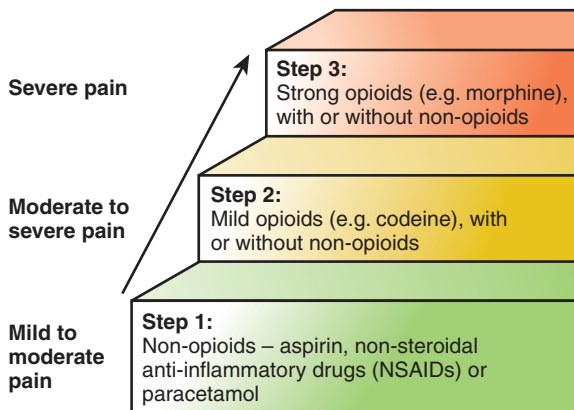 Severe pain
Step 3:
Strong opioids (e.g. morphine),
with or without non-opioids
Moderate to
severe pain
Step 2:
Mild opioids (e.g. codeine), with
or without non-opioids
Mild to
moderate
pain
Step 1:
Non-opioids – aspirin, non-steroidal
anti-inflammatory drugs (NSAIDs) or
paracetamol